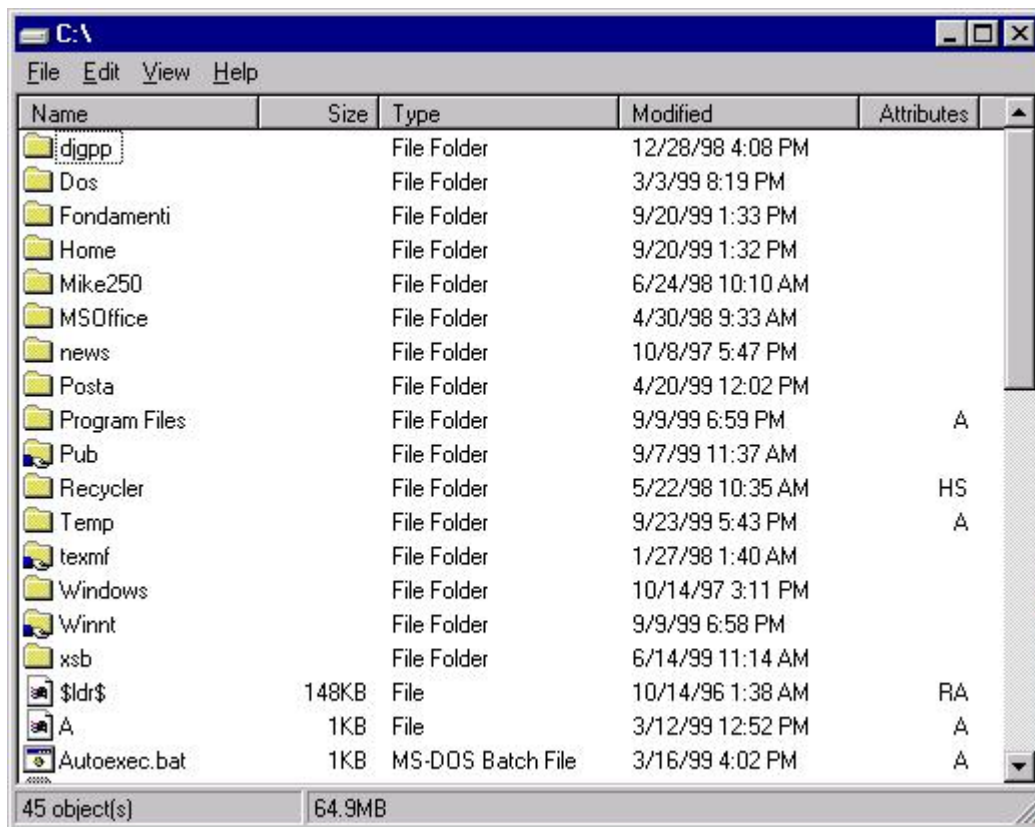 C:\
File Edit View Help
Name Size Type Modified Attributes
djgpp File Folder 12/28/98 4:08 PM
Dos File Folder 3/3/99 8:19 PM
Fondamenti File Folder 9/20/99 1:33 PM
Home File Folder 9/20/99 1:32 PM
Mike250 File Folder 6/24/98 10:10 AM
MSOffice File Folder 4/30/98 9:33 AM
news File Folder 10/8/97 5:47 PM
Posta File Folder 4/20/99 12:02 PM
Program Files File Folder 9/9/99 6:59 PM A
Pub File Folder 9/7/99 11:37 AM
Recycler File Folder 5/22/98 10:35 AM HS
Temp File Folder 9/23/99 5:43 PM A
texmf File Folder 1/27/98 1:40 AM
Windows File Folder 10/14/97 3:11 PM
Winnt File Folder 9/9/99 6:58 PM
xsb File Folder 6/14/99 11:14 AM
$ldr$ 148KB File 10/14/96 1:38 AM RA
A 1KB File 3/12/99 12:52 PM A
Autoexec.bat 1KB MS-DOS Batch File 3/16/99 4:02 PM A
45 object(s) 64.9MB